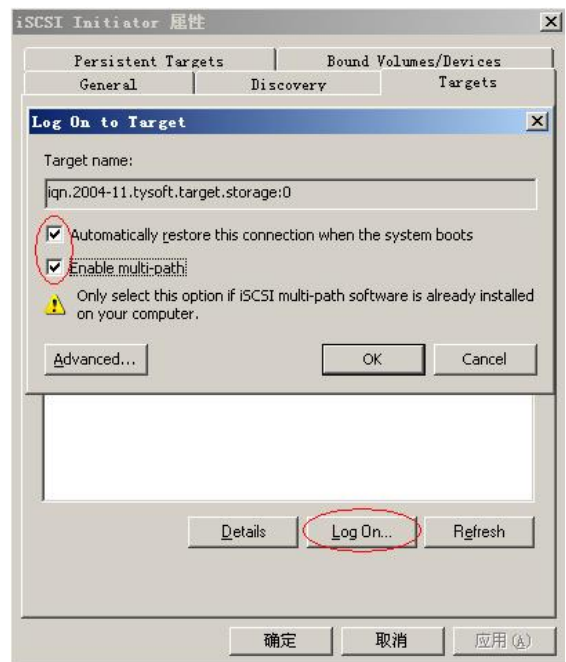 iSCSI Initiator 属性
Persistent Targets Bound Volumes/Devices
General Discovery Targets
Log On to Target
Target name:
iqn.2004-11.tysoft.target.storage:0
Automatically restore this connection when the system boots
Enable multi-path
Only select this option if iSCSI multi-path software is already installed
on your computer.
Advanced... OK Cancel
Details Log On... Refresh
确定 取消 应用(A)